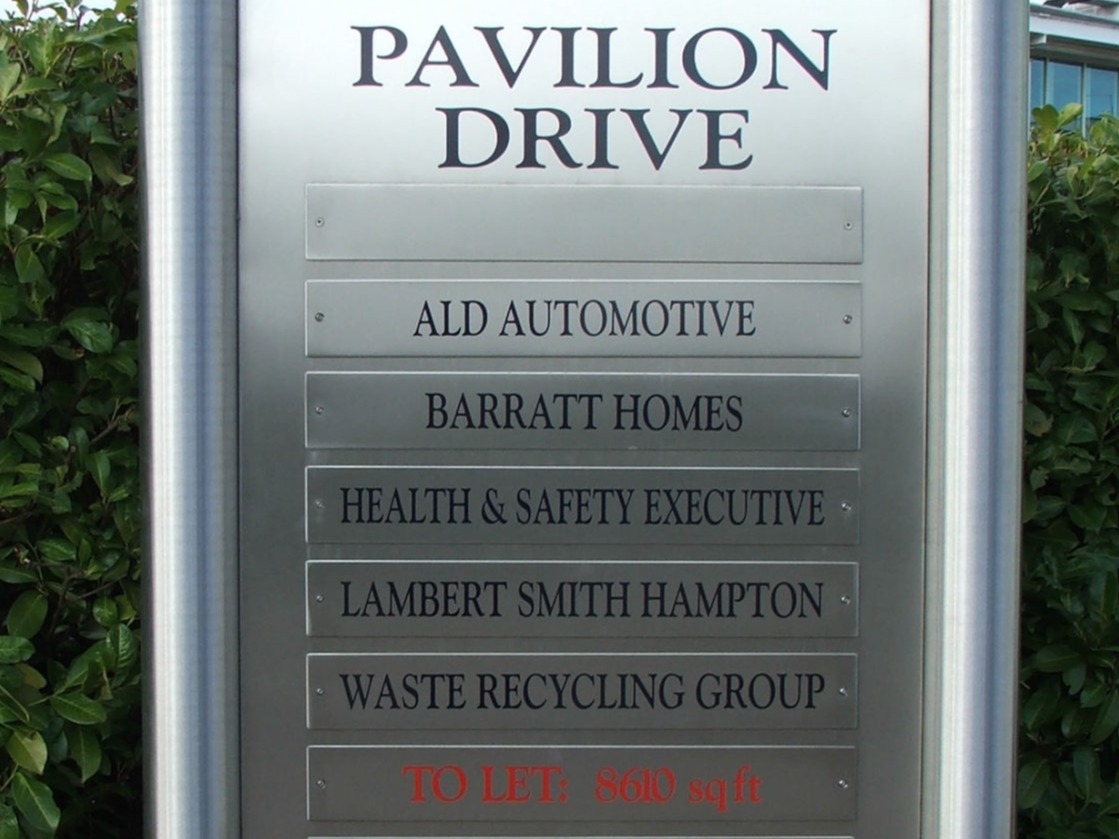 PAVILION
DRIVE
ALD AUTOMOTIVE
BARRATT HOMES
HEALTH & SAFETY EXECUTIVE
LAMBERT SMITH HAMPTON
WASTE RECYCLING GROUP
TO LET: 8610 sq ft